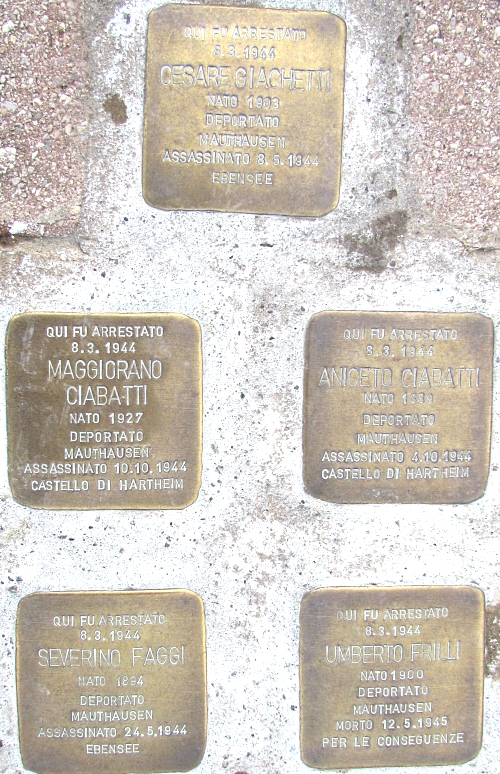 QUI FU ARRESTATO
8.3.1944
CESARE GIACHETTI
NATO 1903
DEPORTATO
MAUTHAUSEN
ASSASSINATO 8.5.1944
EBENSEE
QUI FU ARRESTATO
8.3.1944
MAGGIORANO
CIABATTI
NATO 1927
DEPORTATO
MAUTHAUSEN
ASSASSINATO 10.10.1944
CASTELLO DI HARTHEIM
QUI FU ARRESTATO
8.3.1944
ANICETO CIABATTI
NATO
DEPORTATO
MAUTHAUSEN
ASSASSINATO 4.10.1944
CASTELLO DI HARTHEIM
QUI FU ARRESTATO
8.3.1944
SEVERINO FAGGI
NATO 1894
DEPORTATO
MAUTHAUSEN
ASSASSINATO 24.5.1944
EBENSEE
QUI FU ARRESTATO
8.3.1944
UMBERTO FRILLI
NATO 1900
DEPORTATO
MAUTHAUSEN
MORTO 12.5.1945
PER LE CONSEGUENZE